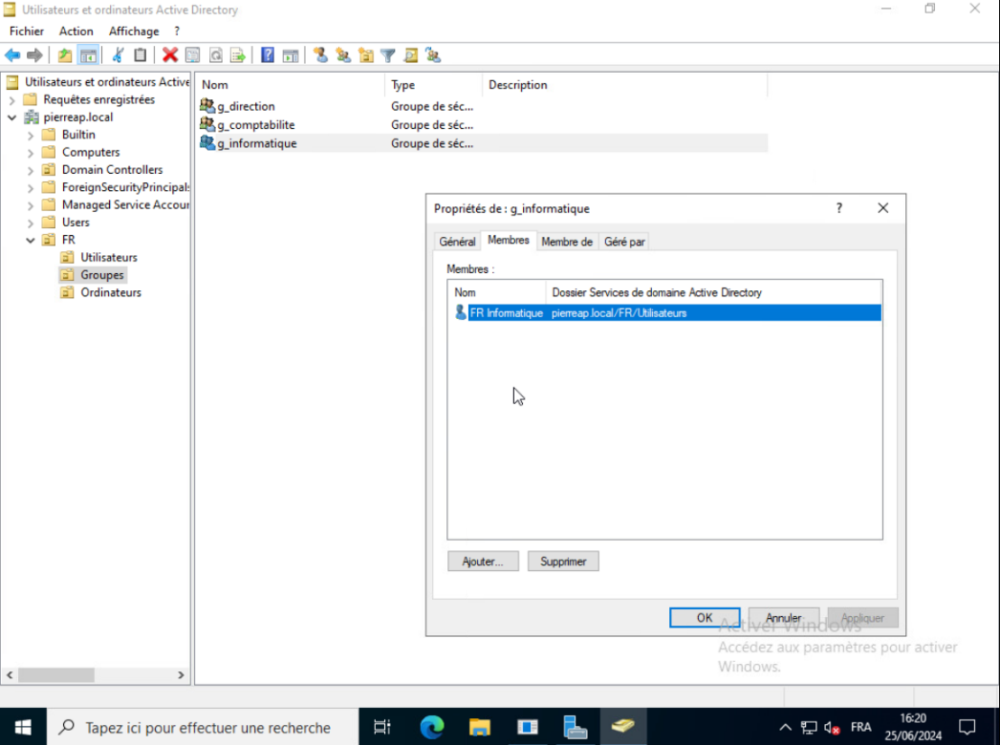 Utilisateurs et ordinateurs Active Directory
Fichier Action Affichage ?
Utilisateurs et ordinateurs Active
Requêtes enregistrées
pierreap.local
Builtin
Computers
Domain Controllers
ForeignSecurityPrincipals
Managed Service Accour
Users
FR
Utilisateurs
Groupes
Ordinateurs
Nom Type Description
g_direction Groupe de séc...
g_comptabilite Groupe de séc...
g_informatique Groupe de séc...
Propriétés de : g_informatique ?
Général Membres Membre de Géré par
Membres :
Nom Dossier Services de domaine Active Directory
FR Informatique pierreap.local/FR/Utilisateurs
Ajouter... Supprimer
OK Annuler Appliquer
Activer Windows
Accédez aux paramètres pour activer
Windows.
Tapez ici pour effectuer une recherche
FRA
16:20
25/06/2024